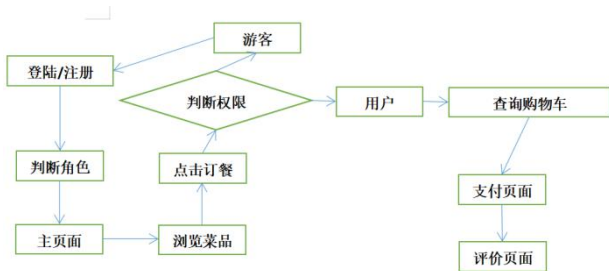 游客
登陆/注册
判断权限
用户
查询购物车
判断角色
点击订餐
支付页面
主页面
浏览菜品
评价页面